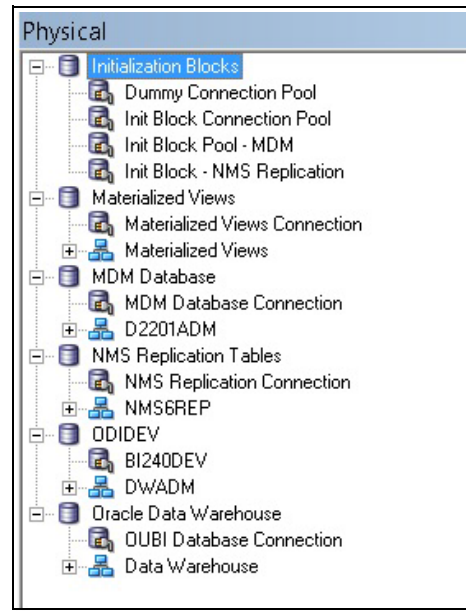 Physical
Initialization Blocks
Dummy Connection Pool
Init Block Connection Pool
Init Block Pool - MDM
Init Block - NMS Replication
Materialized Views
Materialized Views Connection
Materialized Views
MDM Database
MDM Database Connection
D2201ADM
NMS Replication Tables
NMS Replication Connection
NMS6REP
ODIDEV
BI240DEV
DWADM
Oracle Data Warehouse
OUBI Database Connection
Data Warehouse